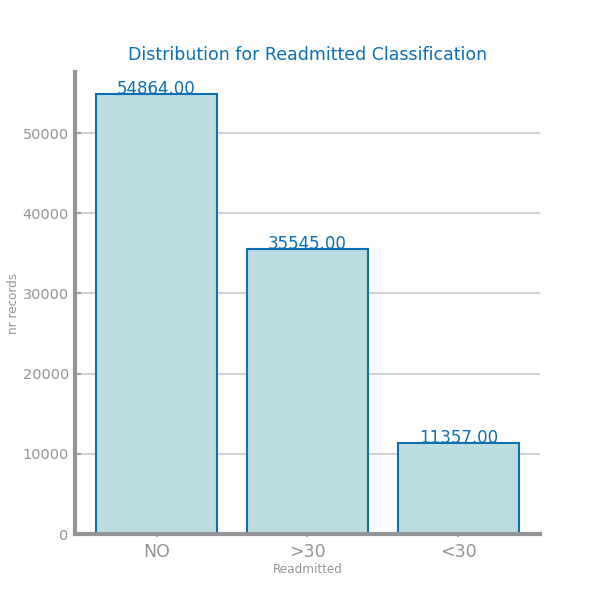 Distribution for Readmitted Classification
54864.00
35545.00
11357.00
50000
40000
30000
20000
10000
0
nr records
NO >30 <30
Readmitted